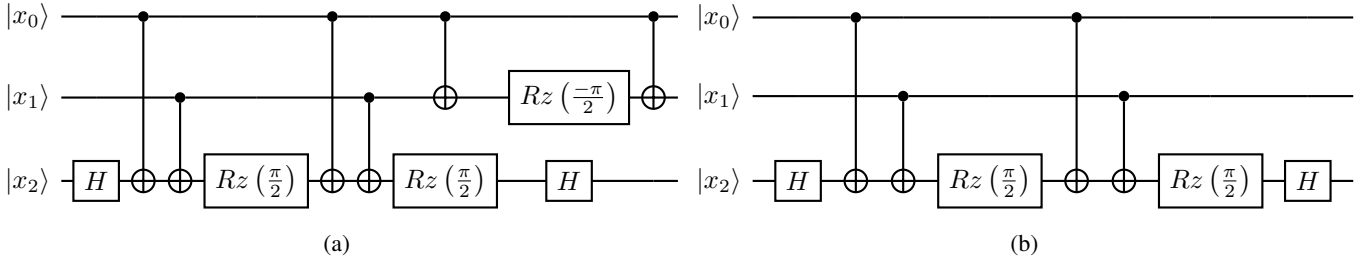 |x₀⟩ |x₀⟩
|x₁⟩ Rz(−π/2) |x₁⟩
|x₂⟩ H Rz(π/2) Rz(π/2) H |x₂⟩ H Rz(π/2) Rz(π/2) H
(a) (b)